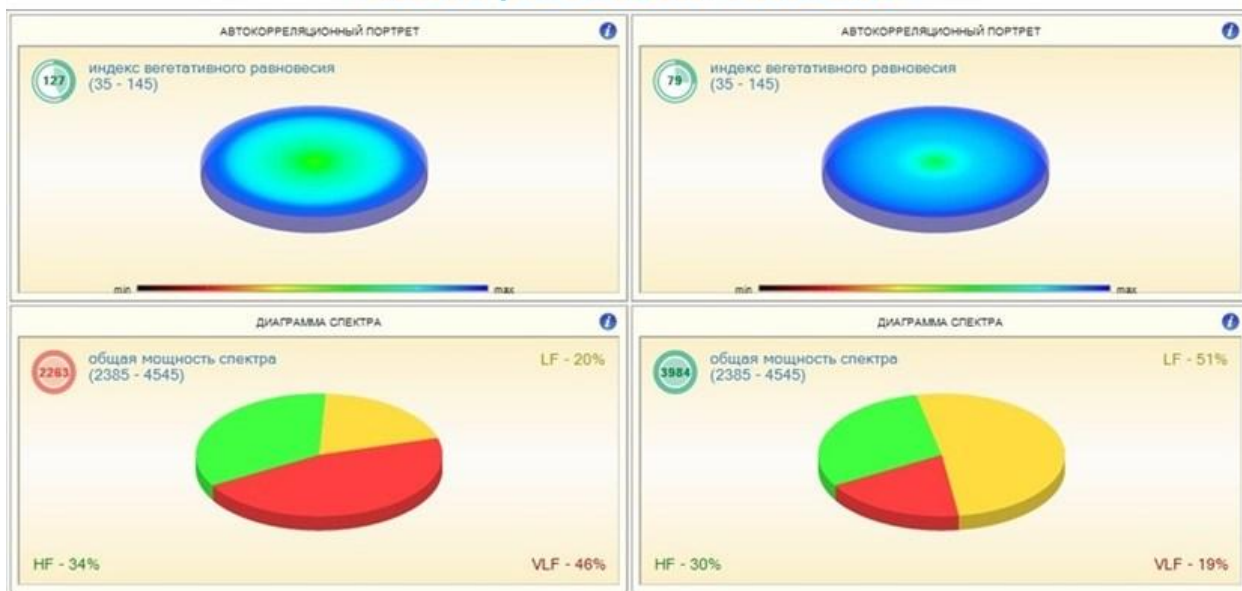 АВТОКОРРЕЛЯЦИОННЫЙ ПОРТРЕТ
127
индекс вегетативного равновесия
(35 - 145)
min
max
АВТОКОРРЕЛЯЦИОННЫЙ ПОРТРЕТ
79
индекс вегетативного равновесия
(35 - 145)
min
max
ДИАГРАММА СПЕКТРА
2263
общая мощность спектра
(2385 - 4545)
LF - 20%
HF - 34%
VLF - 46%
ДИАГРАММА СПЕКТРА
3984
общая мощность спектра
(2385 - 4545)
LF - 51%
HF - 30%
VLF - 19%